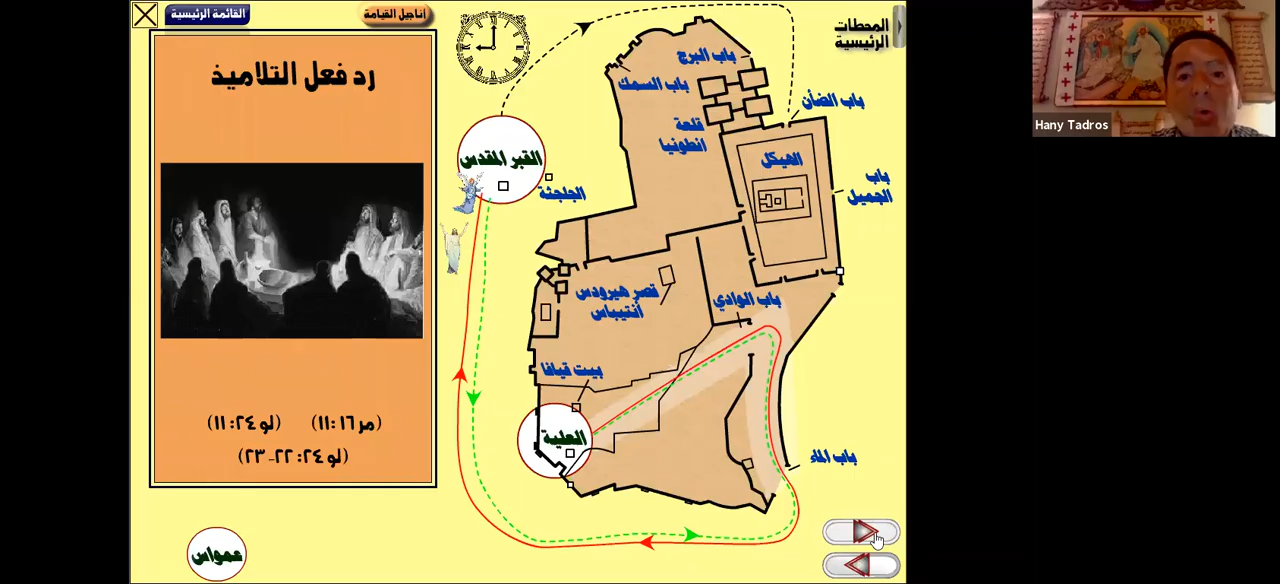 القائمة الرئيسية
أناجيل القيامة
رد فعل التلاميذ
(مر ١٦: ١١)
(لو ٢٤: ١١)
(لو ٢٤: ٢٢- ٢٣)
المحطات
الرئيسية
باب البرج
باب السمك
باب الضأن
قلعة
انطونيا
الهيكل
باب
الجميل
القبر المقدس
الجلجثة
قصر هيرودس
أنتيباس
باب الوادي
بيت قيافا
العلية
باب الماء
عمواس
Hany Tadros